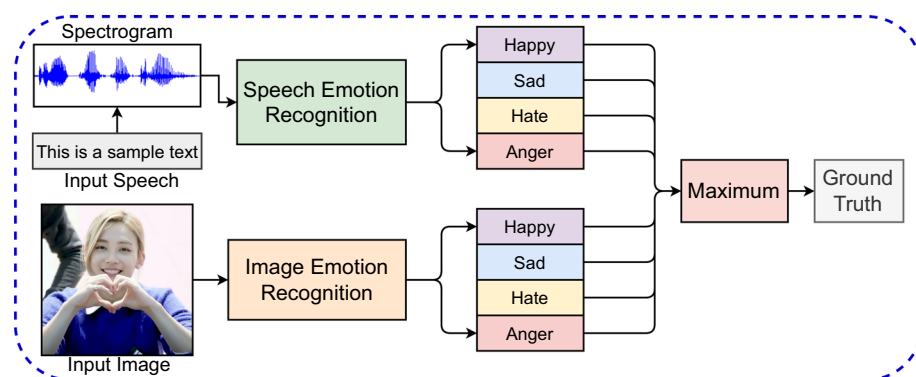 Spectrogram
This is a sample text
Input Speech
Speech Emotion
Recognition
Happy
Sad
Hate
Anger
Input Image
Image Emotion
Recognition
Happy
Sad
Hate
Anger
Maximum
Ground
Truth